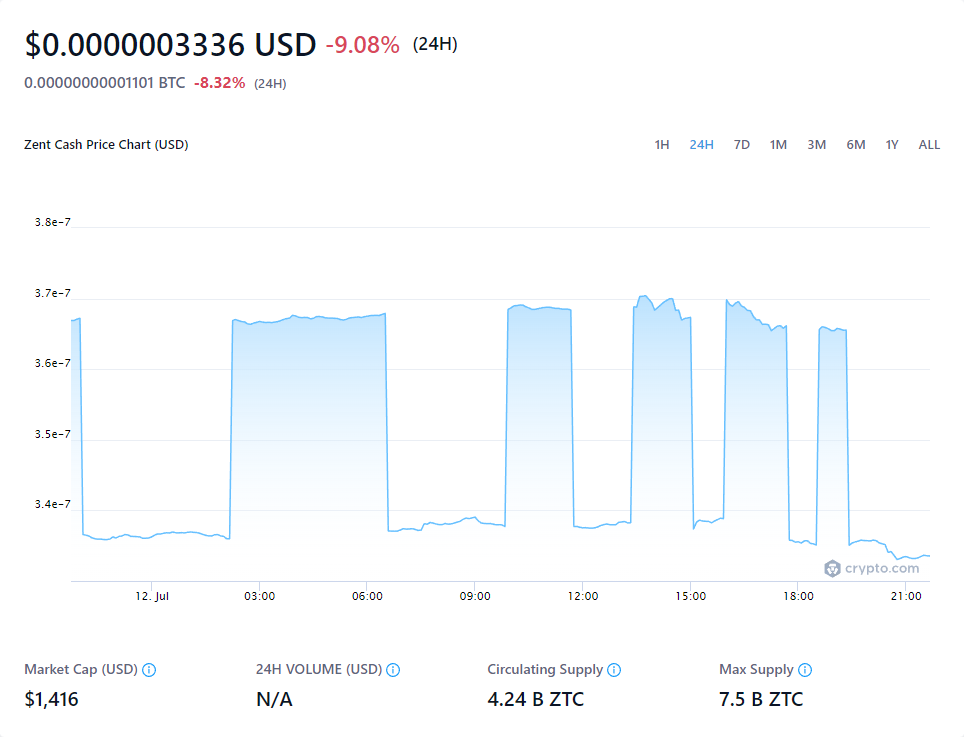 $0.0000003336 USD -9.08% (24H)
0.00000000001101 BTC -8.32% (24H)
Zent Cash Price Chart (USD) 1H 24H 7D 1M 3M 6M 1Y ALL
3.8e-7
3.7e-7
3.6e-7
3.5e-7
3.4e-7
crypto.com
12. Jul 03:00 06:00 09:00 12:00 15:00 18:00 21:00
Market Cap (USD) 24H VOLUME (USD) Circulating Supply Max Supply
$1,416 N/A 4.24 B ZTC 7.5 B ZTC